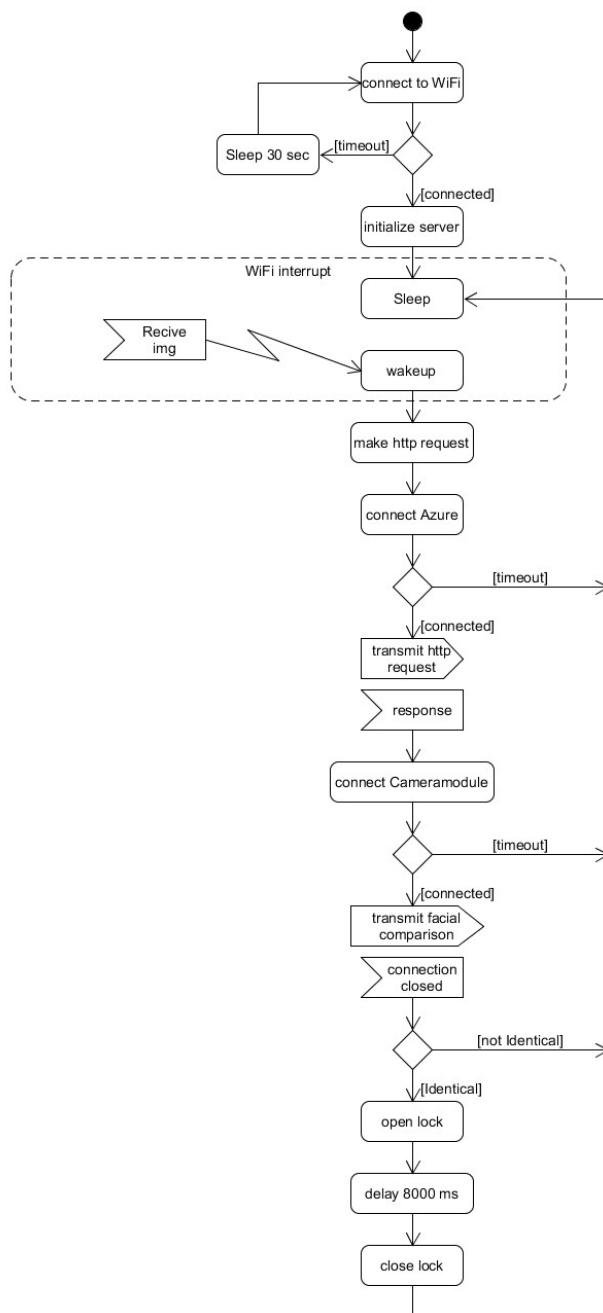 connect to WiFi
[timeout]
Sleep 30 sec
[connected]
initialize server
WiFi interrupt
Sleep
Recive
img
wakeup
make http request
connect Azure
[timeout]
[connected]
transmit http
request
response
connect Cameramodule
[timeout]
[connected]
transmit facial
comparison
connection
closed
[not Identical]
[Identical]
open lock
delay 8000 ms
close lock